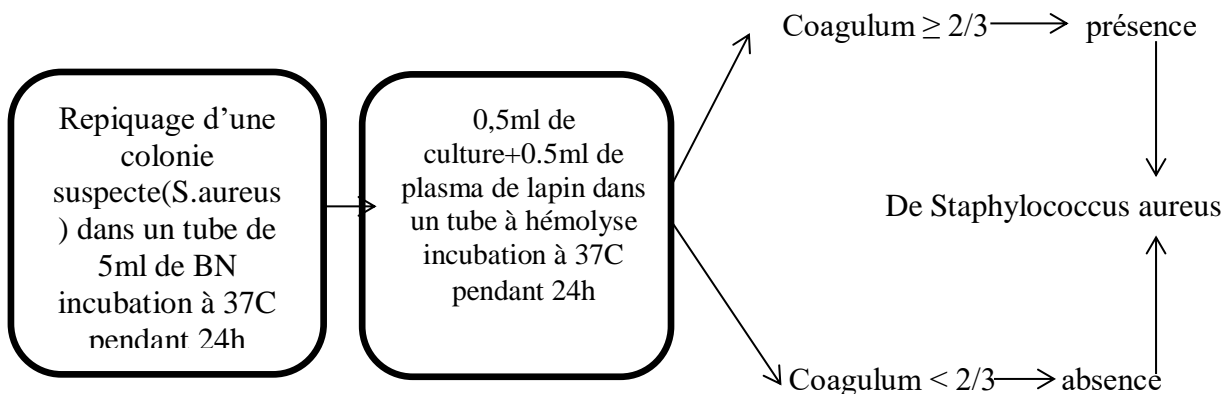 Repiquage d’une
colonie
suspecte(S.aureus
) dans un tube de
5ml de BN
incubation à 37C
pendant 24h
0,5ml de
culture+0.5ml de
plasma de lapin dans
un tube à hémolyse
incubation à 37C
pendant 24h
Coagulum ≥ 2/3
présence
De Staphylococcus aureus
Coagulum < 2/3
absence